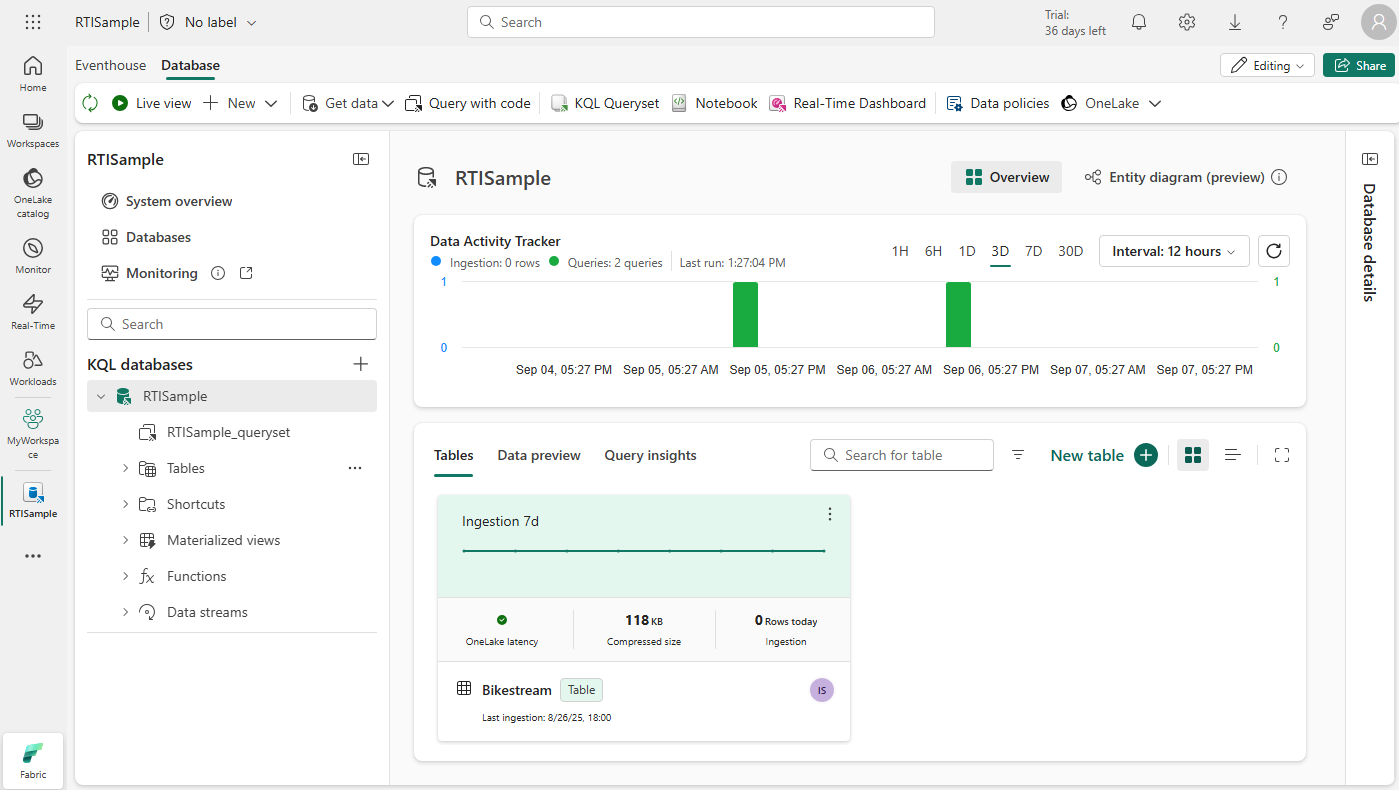 RTISample
No label
Search
Trial:
36 days left
Home
Workspaces
OneLake
catalog
Monitor
Real-Time
Workloads
MyWorkspa
ce
RTISample
Fabric
Eventhouse
Database
Editing
Share
Live view
New
Get data
Query with code
KQL Queryset
Notebook
Real-Time Dashboard
Data policies
OneLake
RTISample
System overview
Databases
Monitoring
Search
KQL databases
RTISample
RTISample_queryset
Tables
Shortcuts
Materialized views
Functions
Data streams
RTISample
Overview
Entity diagram (preview)
Data Activity Tracker
Ingestion: 0 rows
Queries: 2 queries
Last run: 1:27:04 PM
1H
6H
1D
3D
7D
30D
Interval: 12 hours
1
1
0
0
Sep 04, 05:27 PM
Sep 05, 05:27 AM
Sep 05, 05:27 PM
Sep 06, 05:27 AM
Sep 06, 05:27 PM
Sep 07, 05:27 AM
Sep 07, 05:27 PM
Tables
Data preview
Query insights
Search for table
New table
Ingestion 7d
OneLake latency
118 KB
Compressed size
0 Rows today
Ingestion
Bikestream
Table
IS
Last ingestion: 8/26/25, 18:00
Database details